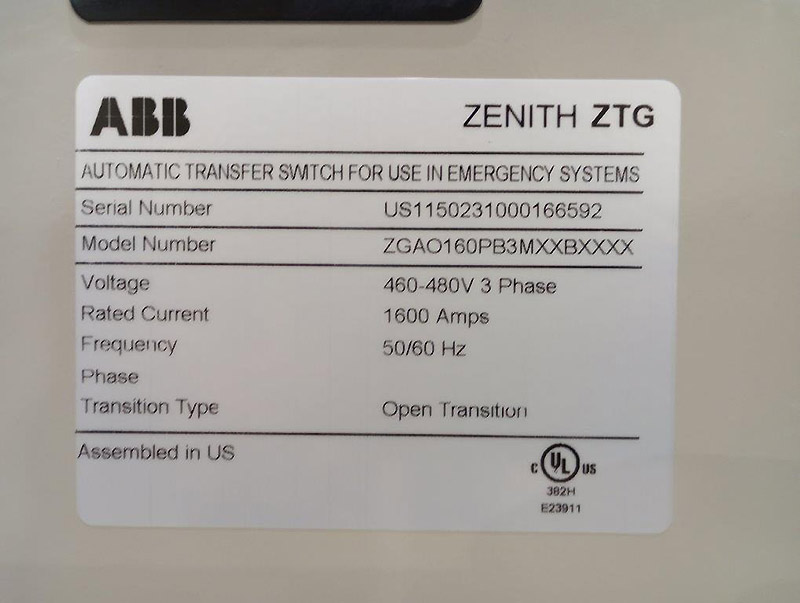 ABB ZENITH ZTG
AUTOMATIC TRANSFER SWITCH FOR USE IN EMERGENCY SYSTEMS
Serial Number US1150231000166592
Model Number ZGAO160PB3MXXBXXXX
Voltage 460-480V 3 Phase
Rated Current 1600 Amps
Frequency 50/60 Hz
Phase
Transition Type Open Transition
Assembled in US
C UL US
382H
E23911